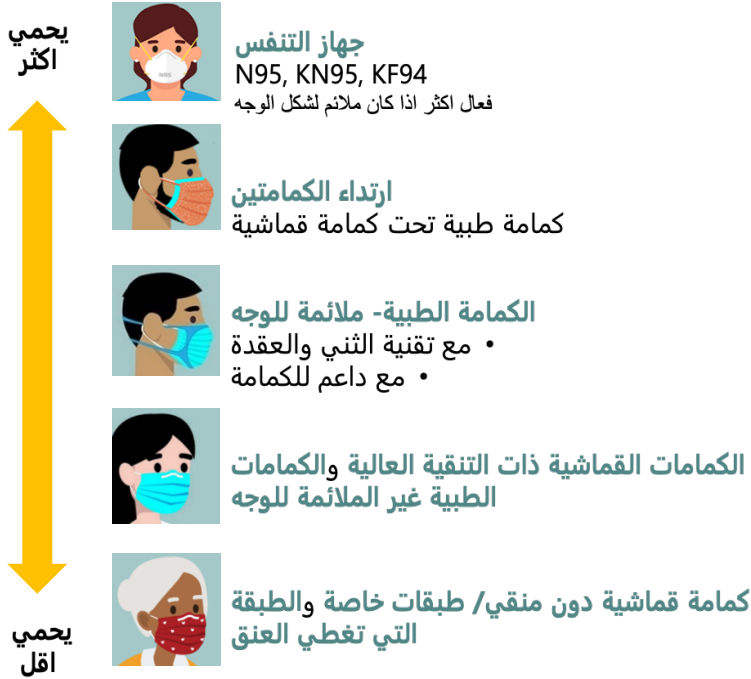 يحمي
اكثر
جهاز التنفس
N95, KN95, KF94
فعال اكثر اذا كان ملائم لشكل الوجه
N95
ارتداء الكمامتين
كمامة طبية تحت كمامة قماشية
الكمامة الطبية- ملائمة للوجه
• مع تقنية الثني والعقدة
• مع داعم للكمامة
الكمامات القماشية ذات التنقية العالية والكمامات
الطبية غير الملائمة للوجه
كمامة قماشية دون منقي/ طبقات خاصة والطبقة
التي تغطي العنق
يحمي
اقل